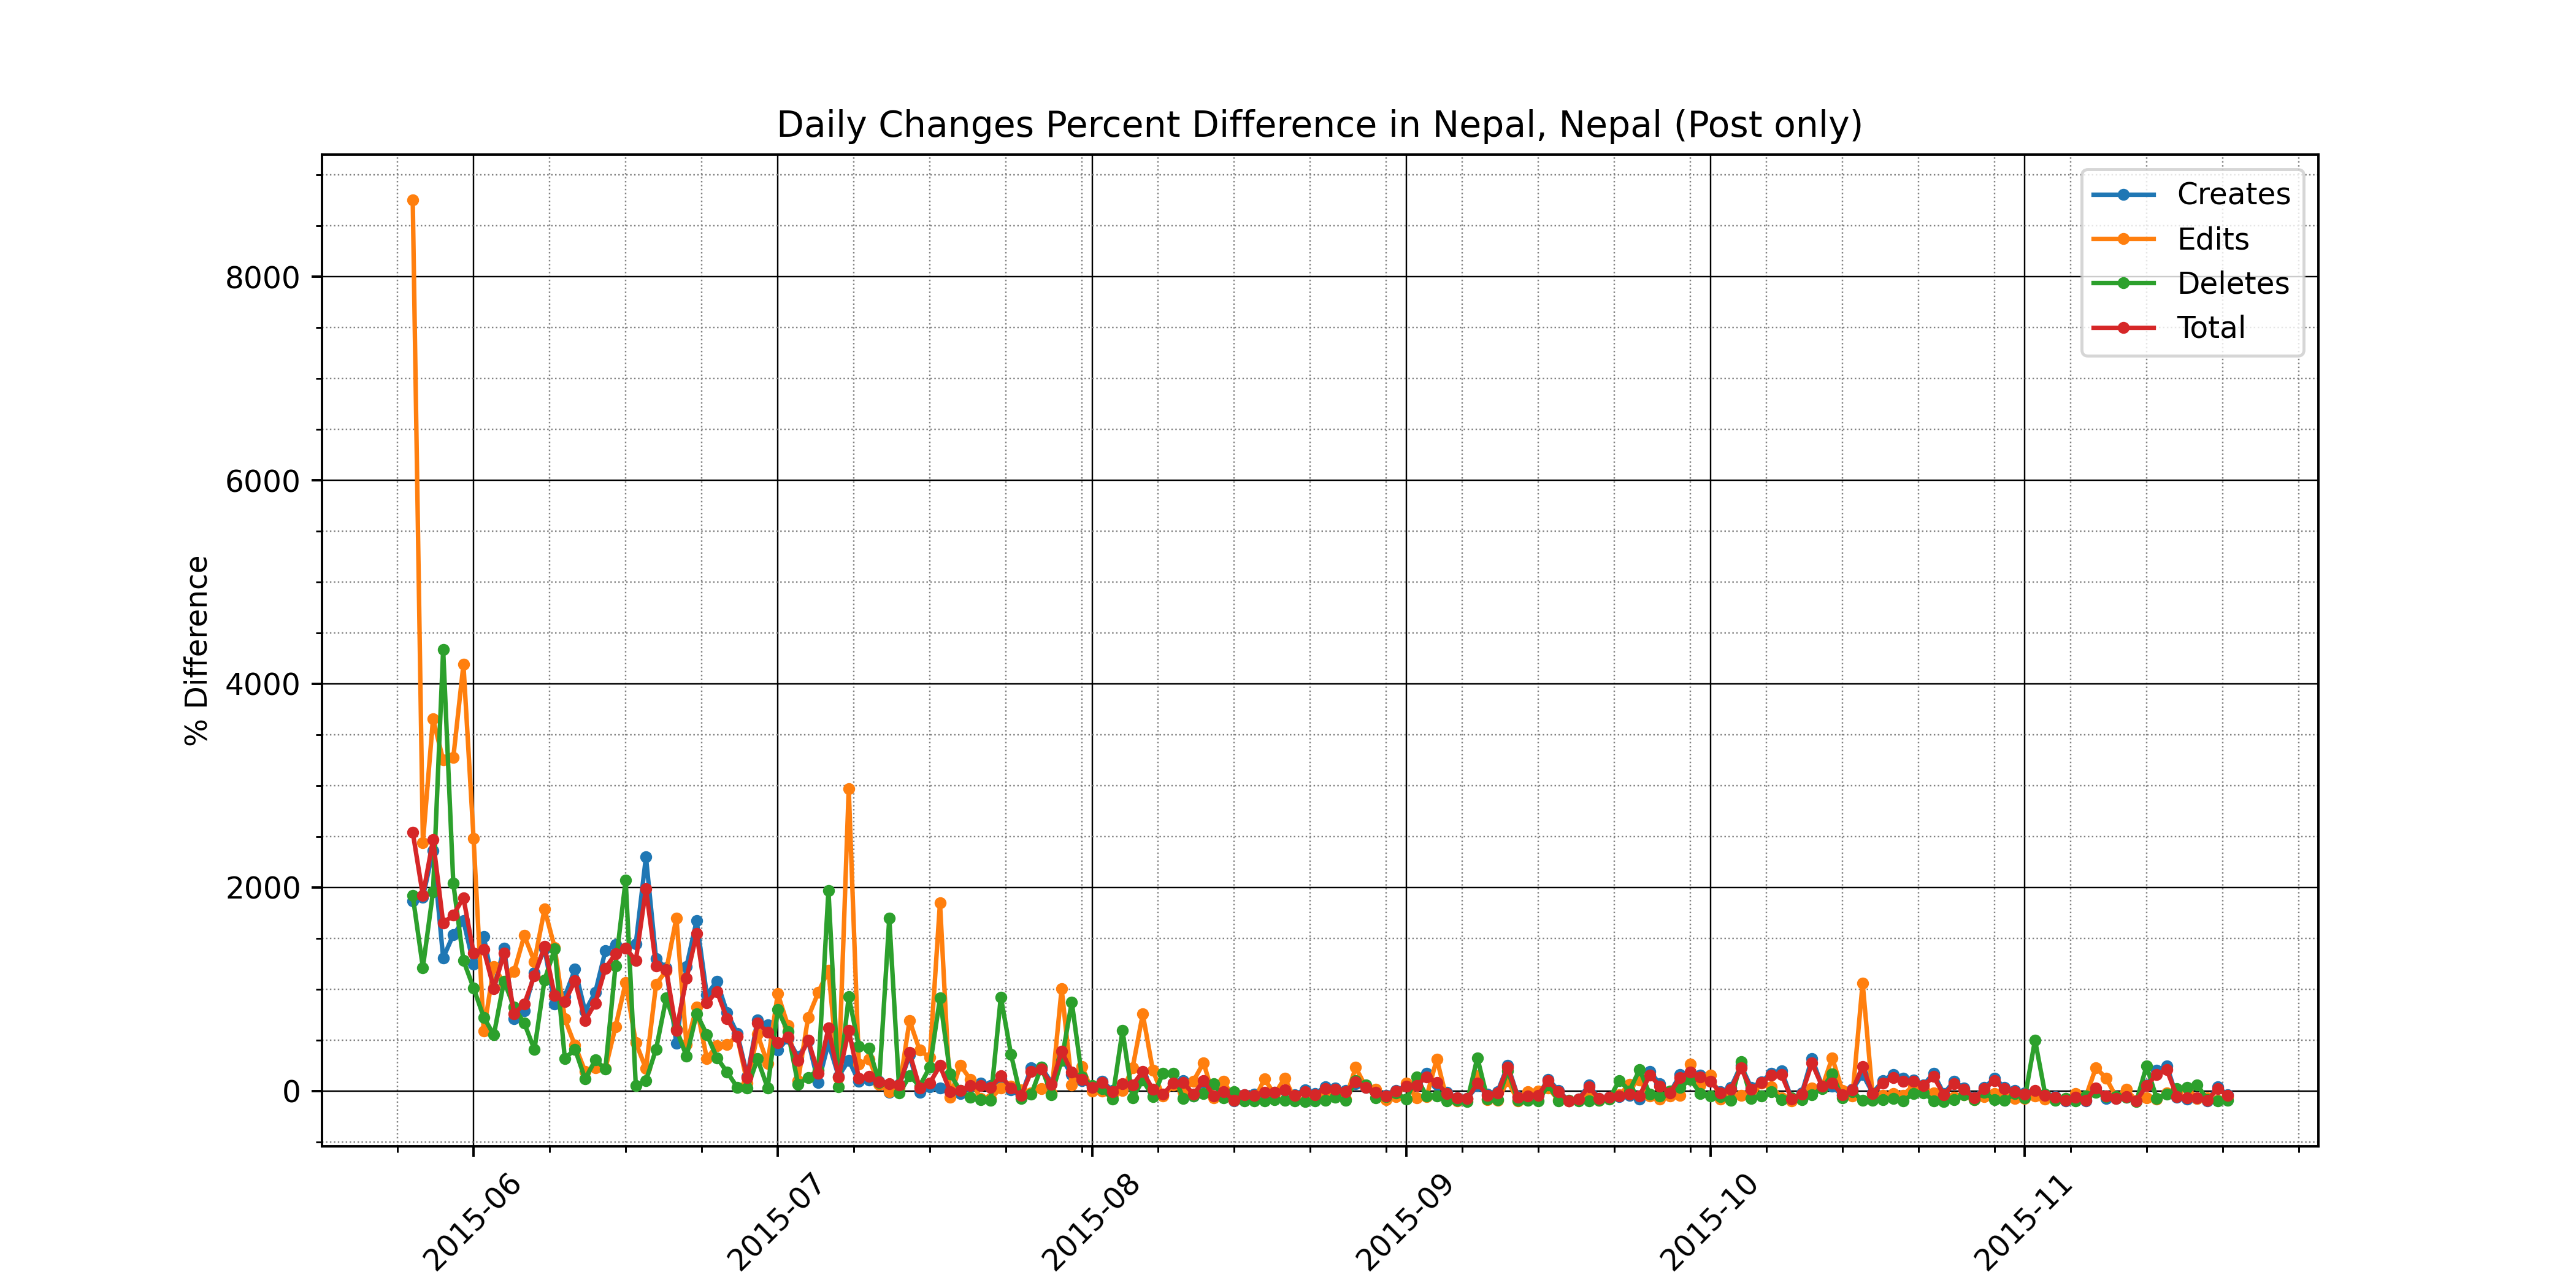 Daily Changes Percent Difference in Nepal, Nepal (Post only)
Creates
Edits
Deletes
Total
% Difference
8000
6000
4000
2000
0
2015-06
2015-07
2015-08
2015-09
2015-10
2015-11